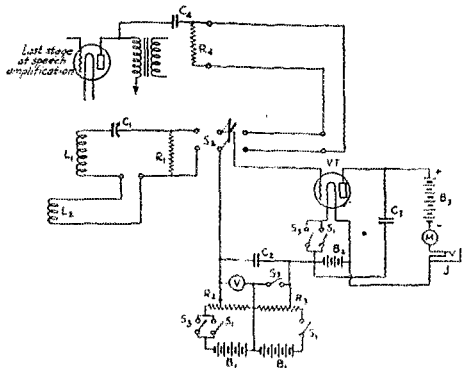 Last stage
of speech
amplification
C4
R4
C1
S2
L1
R1
L2
VT
+
B3
-
M
C3
S3
S1
B2
V
J
C2
V
S3
R2
R3
S3
S1
S1
B1
B1